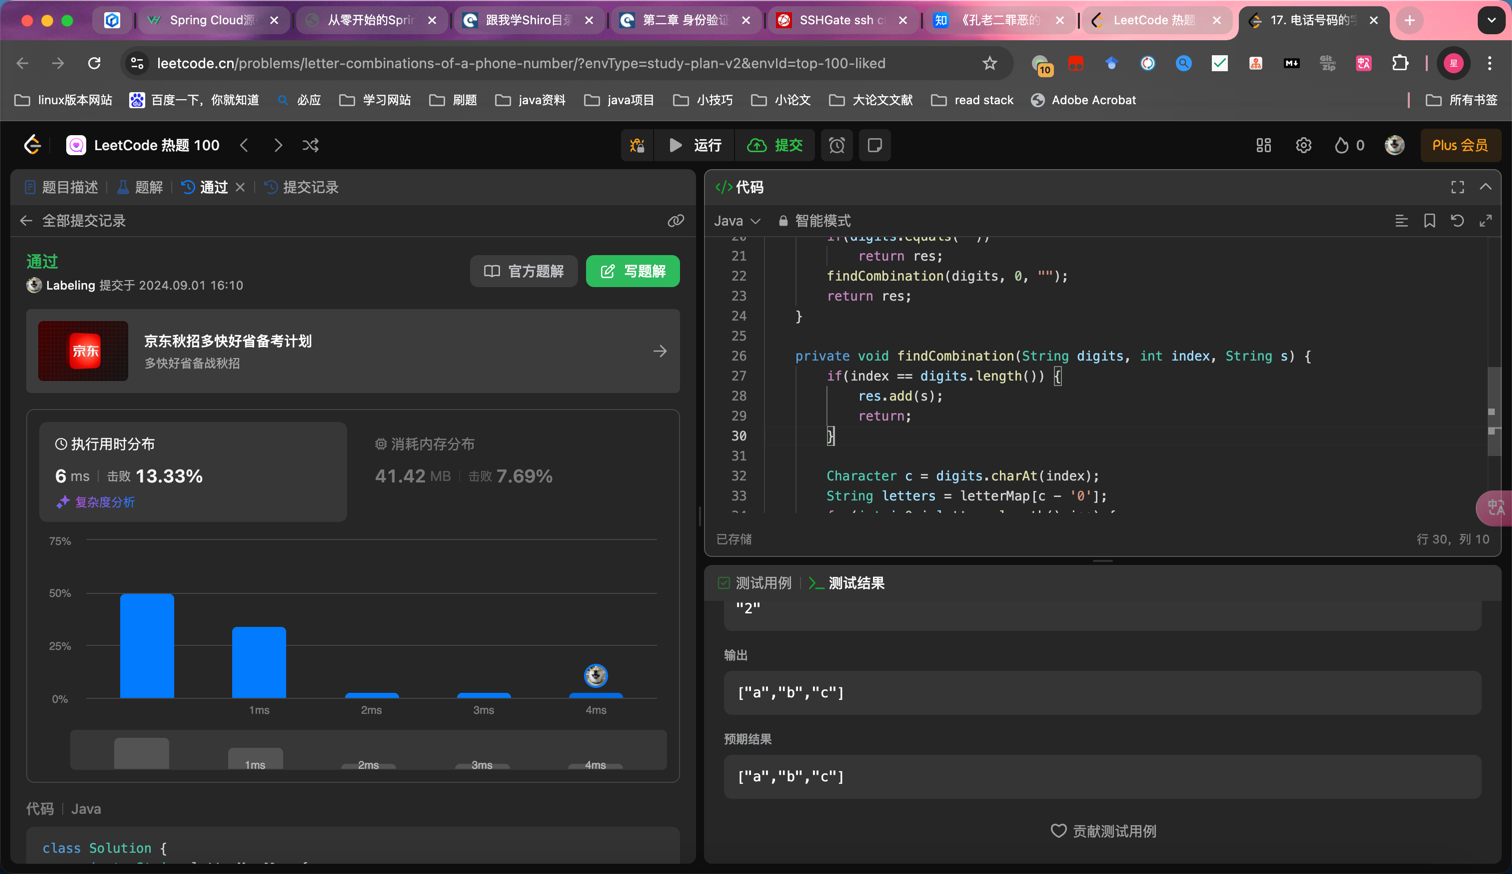 Spring Cloud源
从零开始的Sprin
跟我学Shiro目录
第二章 身份验证
SSHGate ssh c
知 《孔老二罪恶的
LeetCode 热题
17. 电话号码的字
leetcode.cn/problems/letter-combinations-of-a-phone-number/?envType=study-plan-v2&envId=top-100-liked
10
星
linux版本网站 百度一下，你就知道 必应 学习网站 刷题 java资料 java项目 小技巧 小论文 大论文文献 read stack Adobe Acrobat 所有书签
LeetCode 热题 100
运行 提交
0
Plus 会员
题目描述 题解 通过 提交记录
全部提交记录
通过
Labeling 提交于 2024.09.01 16:10
官方题解
写题解
京东
京东秋招多快好省备考计划
多快好省备战秋招
执行用时分布
6 ms 击败 13.33%
复杂度分析
消耗内存分布
41.42 MB 击败 7.69%
75%
50%
25%
0%
1ms 2ms 3ms 4ms
1ms 2ms 3ms 4ms
代码 Java
class Solution {
代码
Java 智能模式
21 return res;
22 findCombination(digits, 0, "");
23 return res;
24 }
25
26 private void findCombination(String digits, int index, String s) {
27 if(index == digits.length()) {
28 res.add(s);
29 return;
30 }
31
32 Character c = digits.charAt(index);
33 String letters = letterMap[c - '0'];
已存储
行 30，列 10
测试用例 测试结果
"2"
输出
["a","b","c"]
预期结果
["a","b","c"]
贡献测试用例